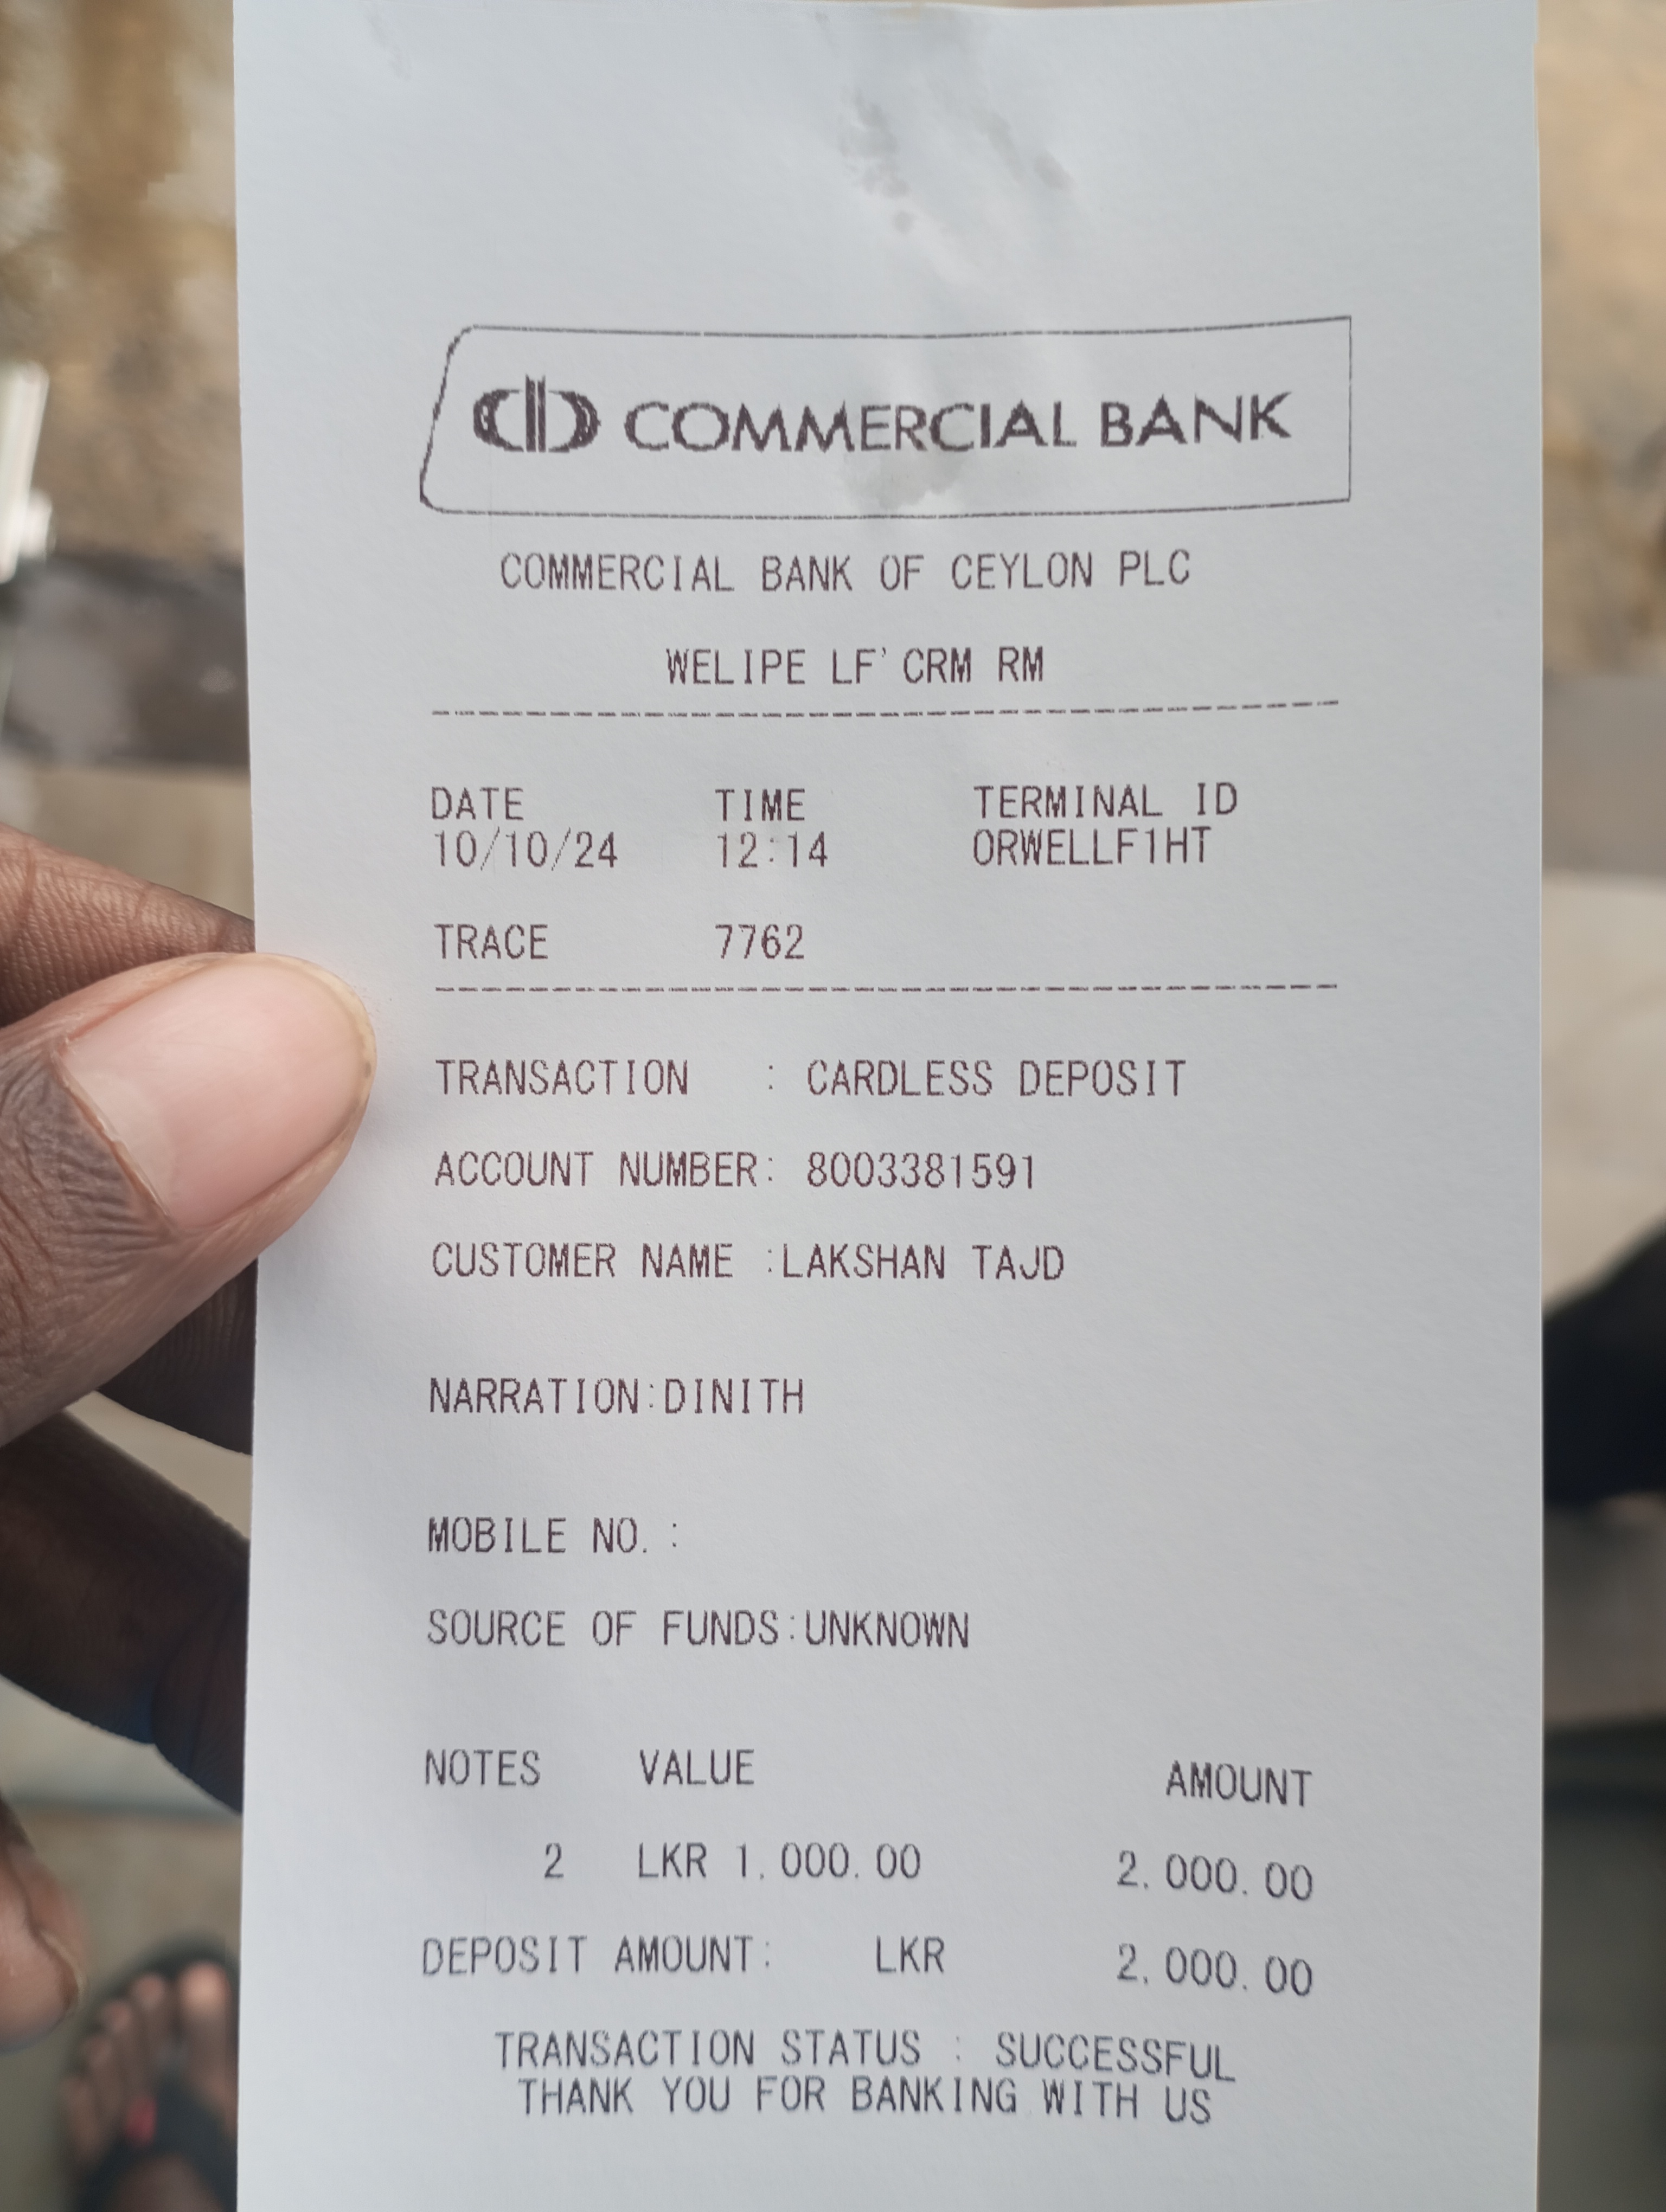 COMMERCIAL BANK
COMMERCIAL BANK OF CEYLON PLC
WELIPE LF' CRM RM
DATE TIME TERMINAL ID
10/10/24 12:14 ORWELLF1HT
TRACE 7762
TRANSACTION : CARDLESS DEPOSIT
ACCOUNT NUMBER: 8003381591
CUSTOMER NAME :LAKSHAN TAJD
NARRATION:DINITH
MOBILE NO. :
SOURCE OF FUNDS:UNKNOWN
NOTES VALUE AMOUNT
2 LKR 1,000.00 2,000.00
DEPOSIT AMOUNT: LKR 2,000.00
TRANSACTION STATUS : SUCCESSFUL
THANK YOU FOR BANKING WITH US